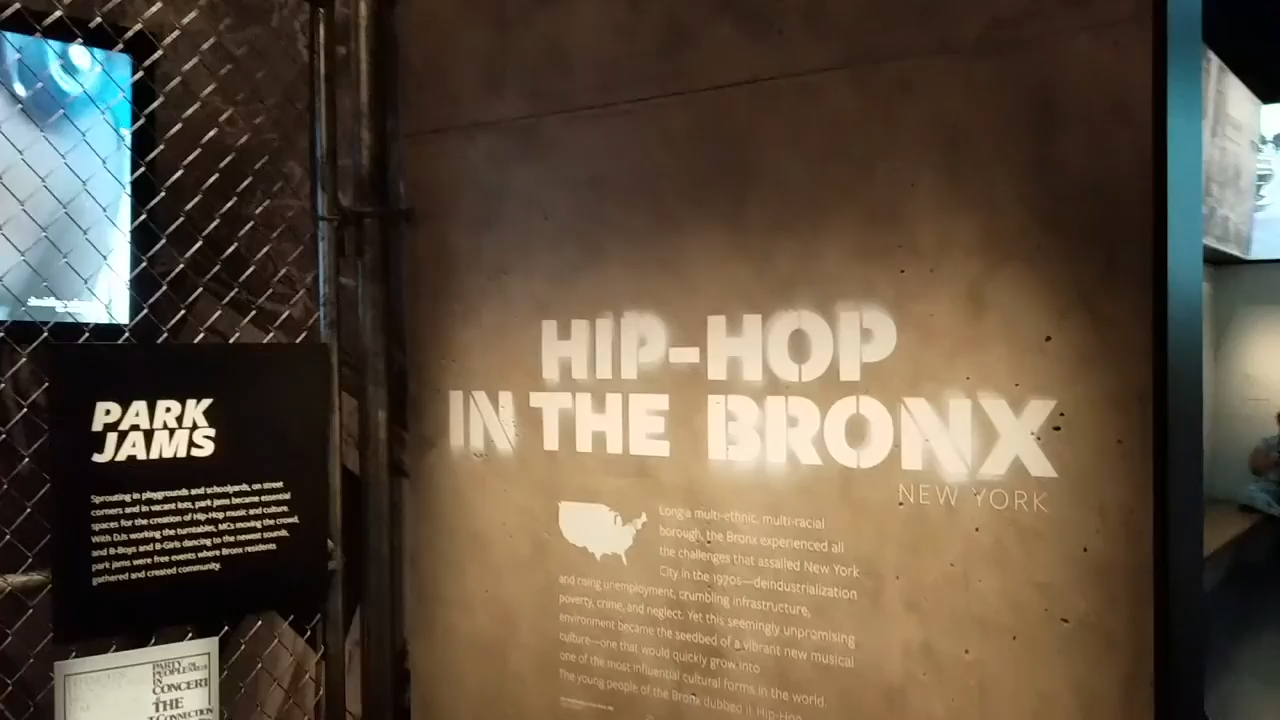 PARK
JAMS
Sprouting in playgrounds and schoolyards, on street
corners and in vacant lots, park jams became essential
spaces for the creation of Hip-Hop music and culture.
With DJs working the turntables, MCs moving the crowd,
and B-Boys and B-Girls dancing to the newest sounds,
park jams were free events where Bronx residents
gathered and created community.
PARTY
PEOPLE
IN
CONCERT
THE
CONNECTION
HIP-HOP
IN THE BRONX
NEW YORK
Long a multi-ethnic, multi-racial
borough, the Bronx experienced all
the challenges that assailed New York
City in the 1970s—deindustrialization
and rising unemployment, crumbling infrastructure,
poverty, crime, and neglect. Yet this seemingly unpromising
environment became the seedbed of a vibrant new musical
culture—one that would quickly grow into
one of the most influential cultural forms in the world.
The young people of the Bronx dubbed it Hip-Hop